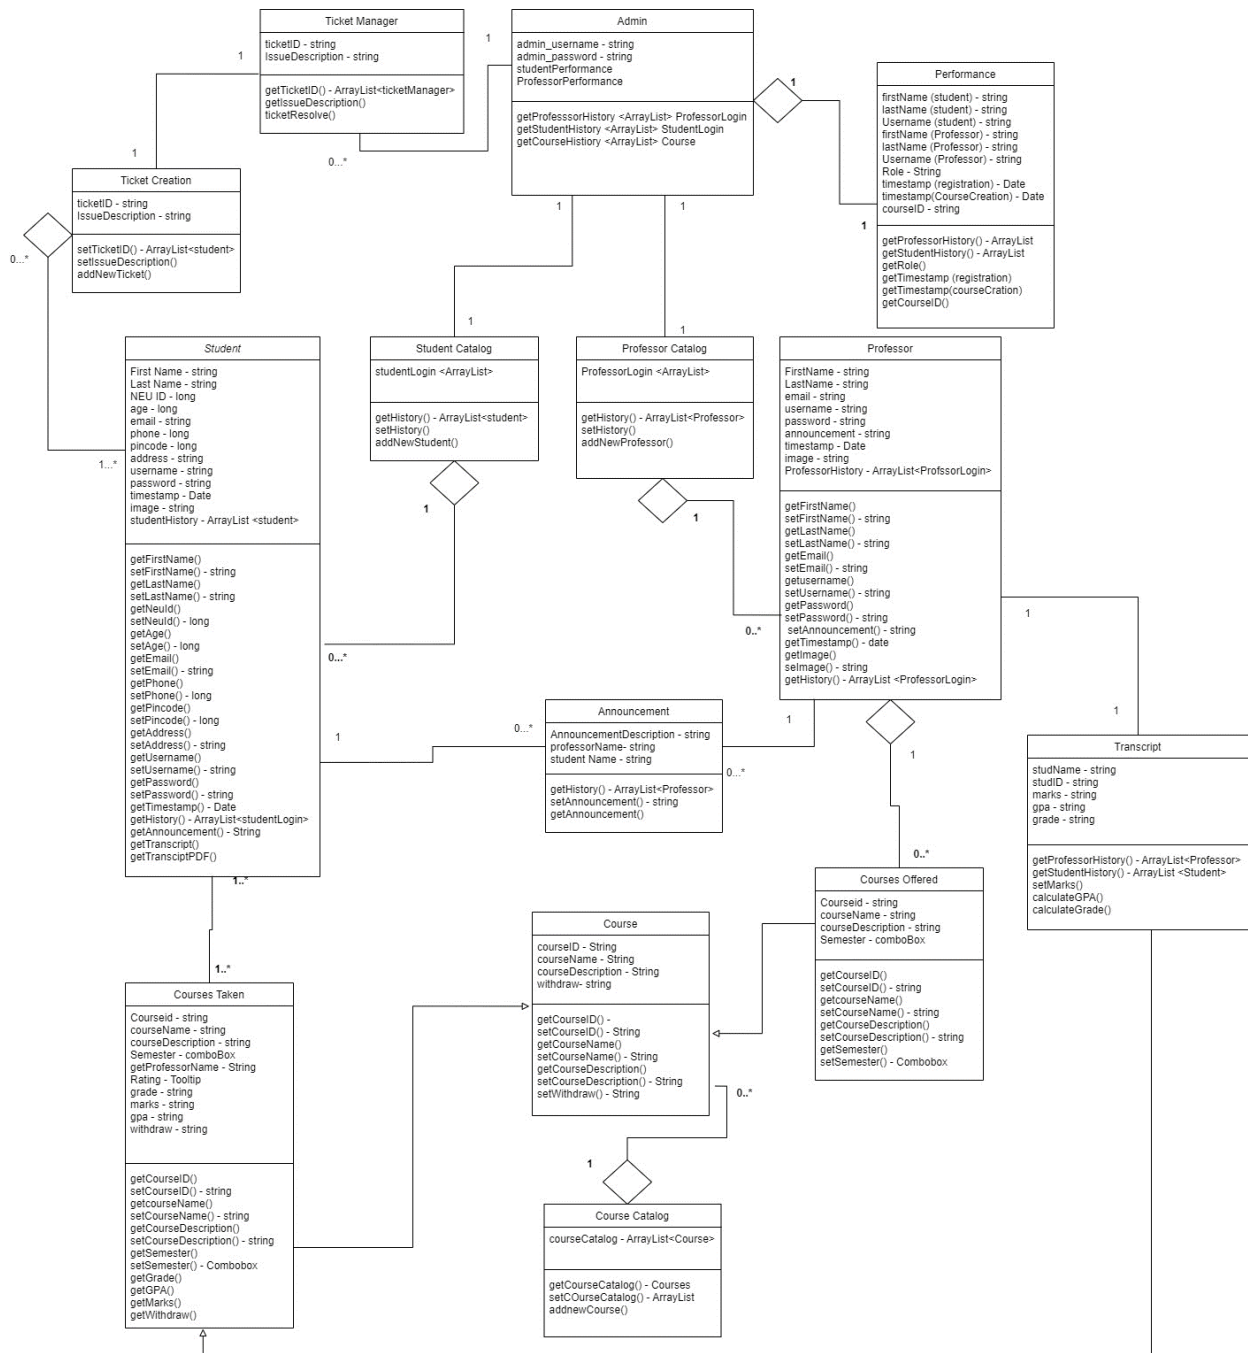 Ticket Manager
ticketID - string
IssueDescription - string
getTicketID() - ArrayList<ticketManager>
getIssueDescription()
ticketResolve()
1
1
0...*
Admin
admin_username - string
admin_password - string
studentPerformance
ProfessorPerformance
getProfesssorHistory <ArrayList> ProfessorLogin
getStudentHistory <ArrayList> StudentLogin
getCourseHistory <ArrayList> Course
1
1
1
1
Performance
firstName (student) - string
lastName (student) - string
Username (student) - string
firstName (Professor) - string
lastName (Professor) - string
Username (Professor) - string
Role - String
timestamp (registration) - Date
timestamp(CourseCreation) - Date
courseID - string
getProfessorHistory() - ArrayList
getStudentHistory() - ArrayList
getRole()
getTimestamp (registration)
getTimestamp(courseCration)
getCourseID()
1
Ticket Creation
ticketID - string
IssueDescription - string
setTicketID() - ArrayList<student>
setIssueDescription()
addNewTicket()
0...*
1...*
Student
First Name - string
Last Name - string
NEU ID - long
age - long
email - string
phone - long
pincode - long
address - string
username - string
password - string
timestamp - Date
image - string
studentHistory - ArrayList <student>
getFirstName()
setFirstName() - string
getLastName()
setLastName() - string
getNeuId()
setNeuId() - long
getAge()
setAge() - long
getEmail()
setEmail() - string
getPhone()
setPhone() - long
getPincode()
setPincode() - long
getAddress()
setAddress() - string
getUsername()
setUsername() - string
getPassword()
setPassword() - string
getTimestamp() - Date
getHistory() - ArrayList<studentLogin>
getAnnouncement() - String
getTranscript()
getTransciptPDF()
1
Student Catalog
studentLogin <ArrayList>
getHistory() - ArrayList<student>
setHistory()
addNewStudent()
1
0...*
1
Professor Catalog
ProfessorLogin <ArrayList>
getHistory() - ArrayList<Professor>
setHistory()
addNewProfessor()
1
0..*
Professor
FirstName - string
LastName - string
email - string
username - string
password - string
announcement - string
timestamp - Date
image - string
ProfessorHistory - ArrayList<ProfssorLogin>
getFirstName()
setFirstName() - string
getLastName()
setLastName() - string
getEmail()
setEmail() - string
getusername()
setUsername() - string
getPassword()
setPassword() - string
setAnnouncement() - string
getTimestamp() - date
getImage()
seImage() - string
getHistory() - ArrayList <ProfessorLogin>
1
1
1
0...*
Announcement
AnnouncementDescription - string
professorName- string
student Name - string
getHistory() - ArrayList<Professor>
setAnnouncement() - string
getAnnouncement()
1
0...*
1
0..*
Transcript
studName - string
studID - string
marks - string
gpa - string
grade - string
getProfessorHistory() - ArrayList<Professor>
getStudentHistory() - ArrayList <Student>
setMarks()
calculateGPA()
calculateGrade()
Courses Offered
Courseid - string
courseName - string
courseDescription - string
Semester - comboBox
getCourseID()
setCourseID() - string
getcourseName()
setCourseName() - string
getCourseDescription()
setCourseDescription() - string
getSemester()
setSemester() - Combobox
Course
courseID - String
courseName - String
courseDescription - String
withdraw- string
getCourseID() -
setCourseID() - String
getCourseName()
setCourseName() - String
getCourseDescription()
setCourseDescription() - String
setWithdraw() - String
0..*
1
1..*
1..*
Courses Taken
Courseid - string
courseName - string
courseDescription - string
Semester - comboBox
getProfessorName - String
Rating - Tooltip
grade - string
marks - string
gpa - string
withdraw - string
getCourseID()
setCourseID() - string
getcourseName()
setCourseName() - string
getCourseDescription()
setCourseDescription() - string
getSemester()
setSemester() - Combobox
getGrade()
getGPA()
getMarks()
getWithdraw()
Course Catalog
courseCatalog - ArrayList<Course>
getCourseCatalog() - Courses
setCOurseCatalog() - ArrayList
addnewCourse()